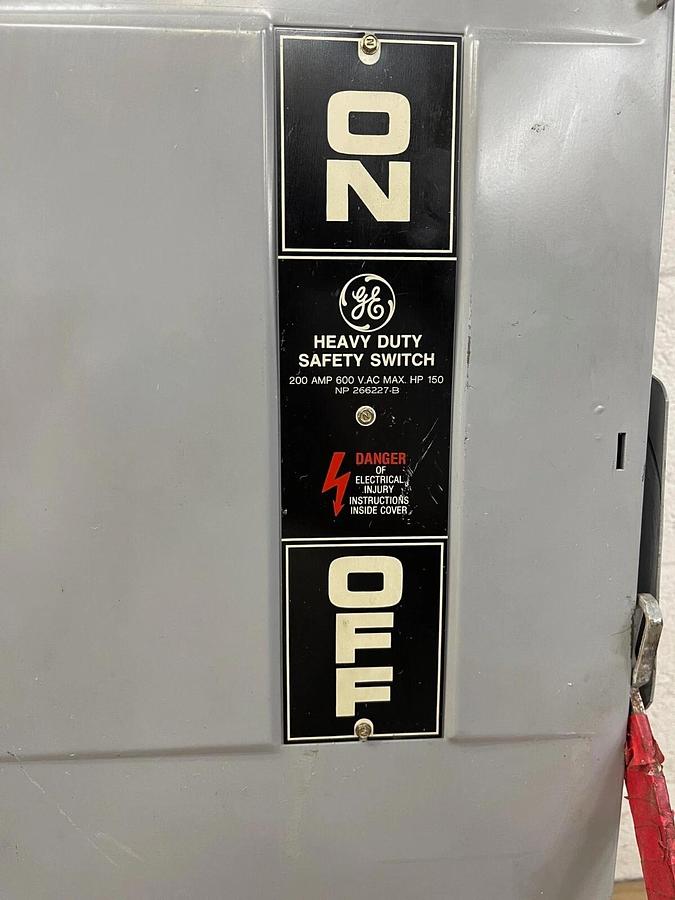 ON
GE
HEAVY DUTY
SAFETY SWITCH
200 AMP 600 V.AC MAX. HP 150
NP 266227-B
DANGER
OF
ELECTRICAL
INJURY
INSTRUCTIONS
INSIDE COVER
OFF